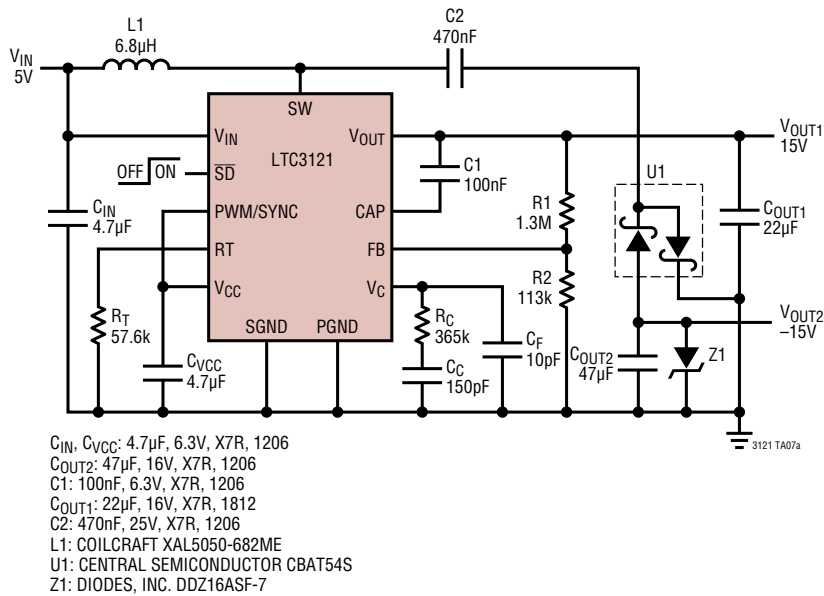 L1
6.8µH
C2
470nF
VIN
5V
SW
VIN
VOUT
LTC3121
OFF ON
SD
PWM/SYNC
CAP
RT
FB
VCC
VC
SGND
PGND
C1
100nF
R1
1.3M
R2
113k
U1
VOUT1
15V
COUT1
22µF
CIN
4.7µF
RT
57.6k
CVCC
4.7µF
RC
365k
CC
150pF
CF
10pF
COUT2
47µF
Z1
VOUT2
–15V
3121 TA07a
CIN, CVCC: 4.7µF, 6.3V, X7R, 1206
COUT2: 47µF, 16V, X7R, 1206
C1: 100nF, 6.3V, X7R, 1206
COUT1: 22µF, 16V, X7R, 1812
C2: 470nF, 25V, X7R, 1206
L1: COILCRAFT XAL5050-682ME
U1: CENTRAL SEMICONDUCTOR CBAT54S
Z1: DIODES, INC. DDZ16ASF-7